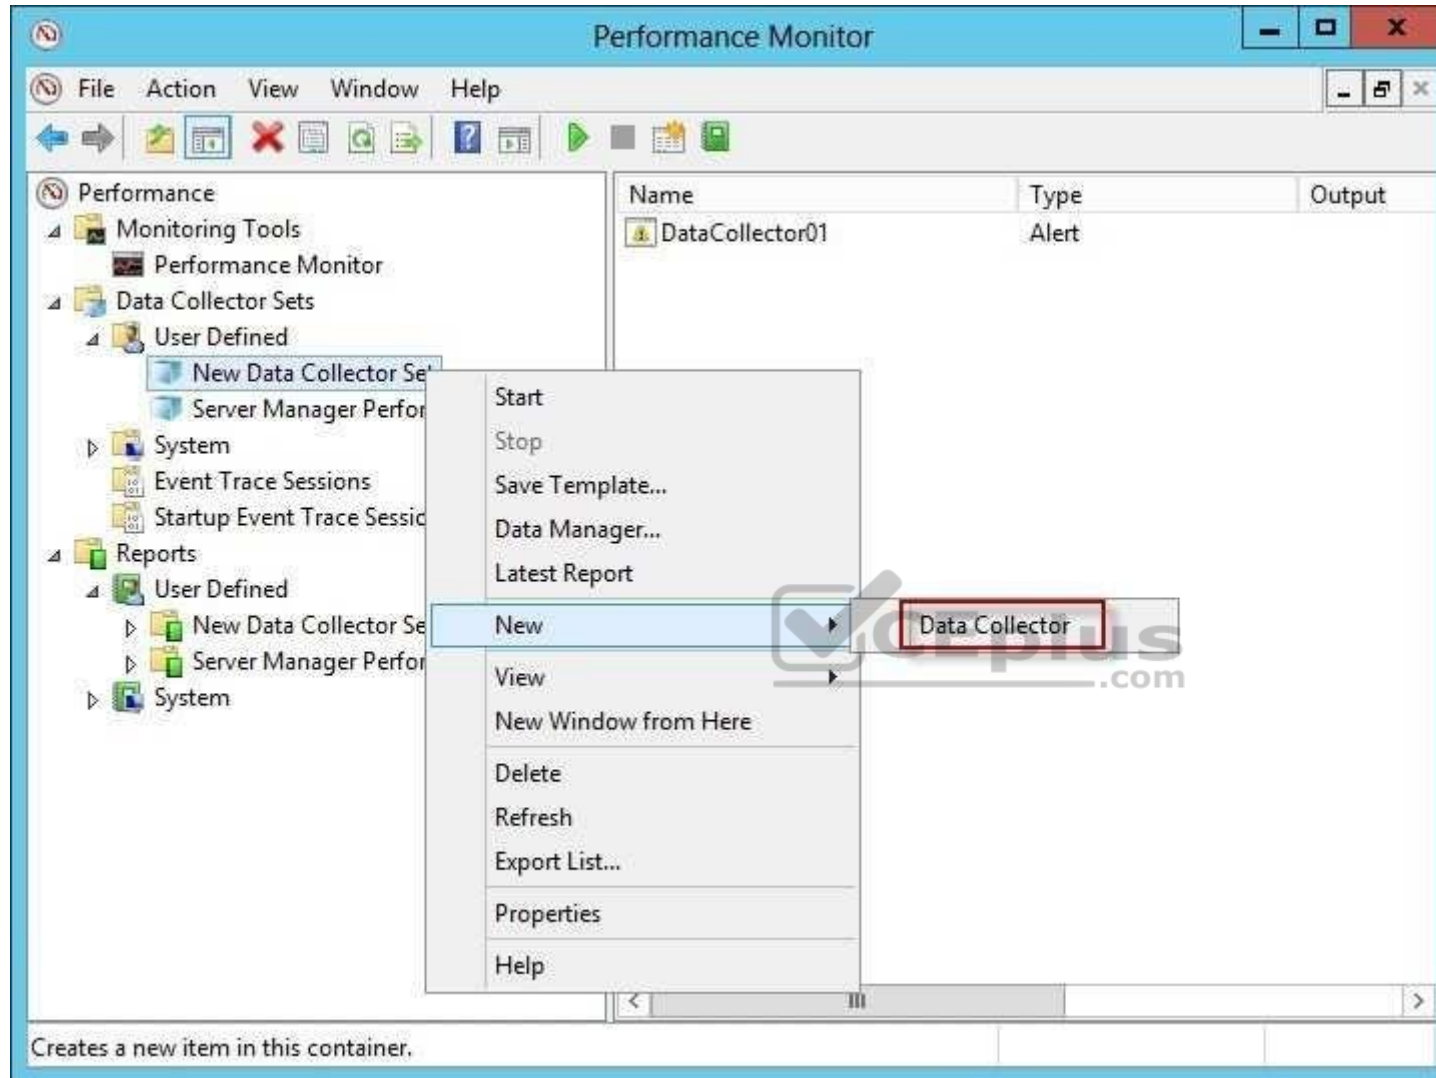 Performance Monitor
File Action View Window Help
Performance
Monitoring Tools
Performance Monitor
Data Collector Sets
User Defined
New Data Collector Set
Server Manager Perfor
System
Event Trace Sessions
Startup Event Trace Sessio
Reports
User Defined
New Data Collector Se
Server Manager Perfor
System
Name Type Output
DataCollector01 Alert
Start
Stop
Save Template...
Data Manager...
Latest Report
New
View
New Window from Here
Delete
Refresh
Export List...
Properties
Help
Data Collector
CEplus
.com
Creates a new item in this container.